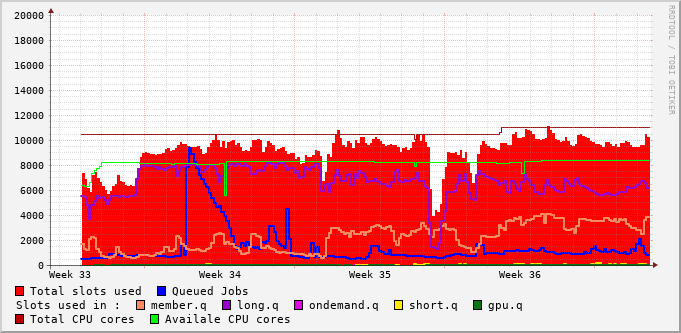 20000
18000
16000
14000
12000
10000
8000
6000
4000
2000
0
Week 33 Week 34 Week 35 Week 36
RRDTOOL / TOBI OETIKER
Total slots used Queued Jobs
Slots used in : member.q long.q ondemand.q short.q gpu.q
Total CPU cores Availale CPU cores